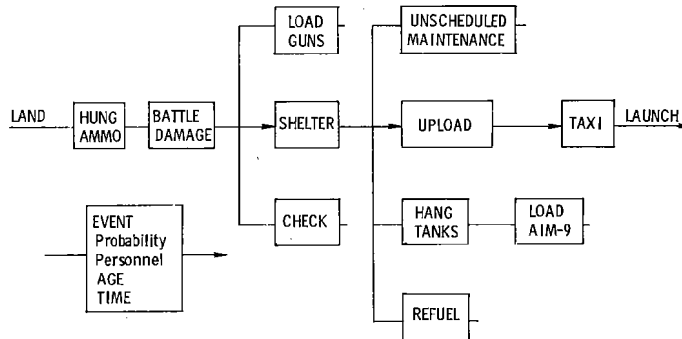 LOAD
GUNS
UNSCHEDULED
MAINTENANCE
LAND
HUNG
AMMO
BATTLE
DAMAGE
SHELTER
UPLOAD
TAXI
LAUNCH
CHECK
HANG
TANKS
LOAD
AIM-9
EVENT
Probability
Personnel
AGE
TIME
REFUEL